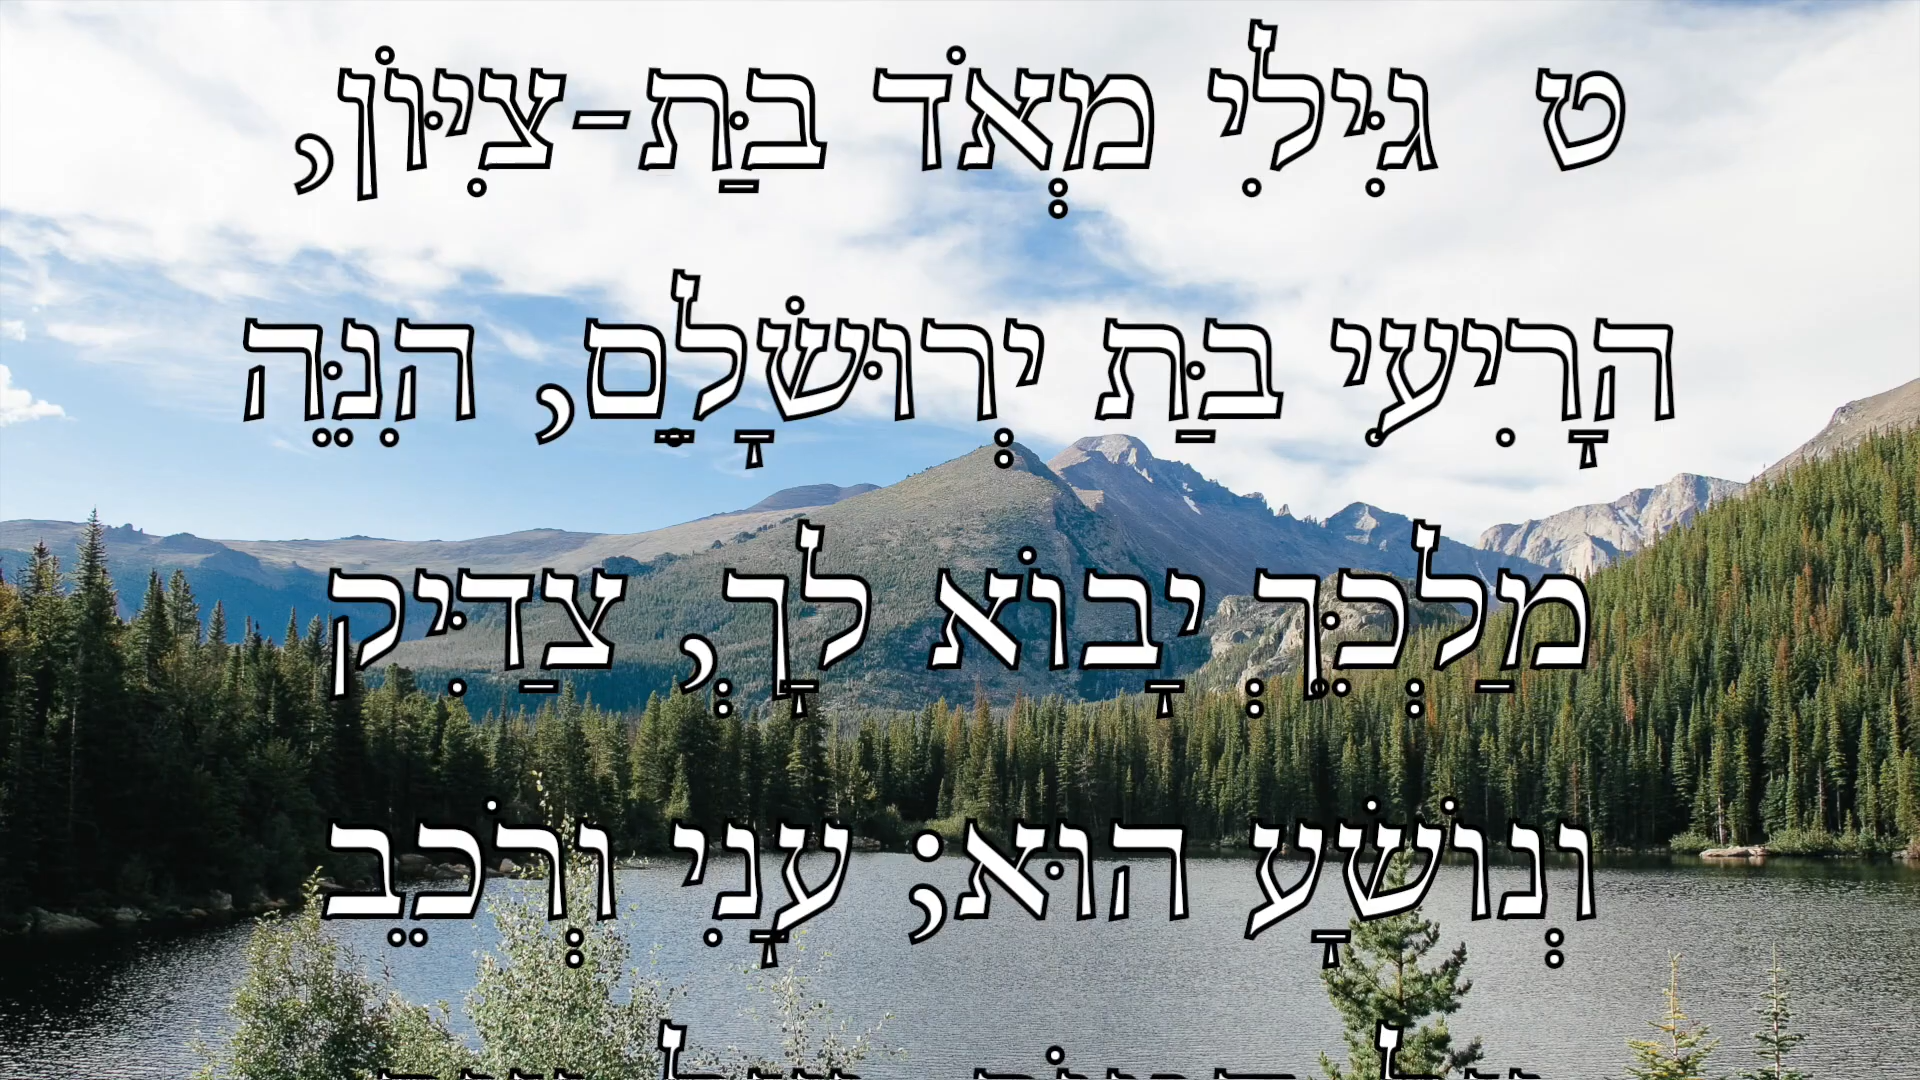 ט  גִּילִי מְאֹד בַּת-צִיּוֹן,
הָרִיעִי בַּת יְרוּשָׁלִַם, הִנֵּה
מַלְכֵּךְ יָבוֹא לָךְ, צַדִּיק
וְנוֹשָׁע הוּא; עָנִי וְרֹכֵב